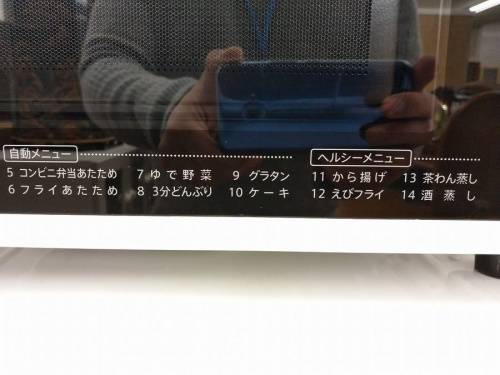 自動メニュー ヘルシーメニュー
5 コンビニ弁当あたため 7 ゆで野菜 9 グラタン 11 から揚げ 13 茶わん蒸し
6 フライあたため 8 3分どんぶり 10 ケーキ 12 えびフライ 14 酒蒸し